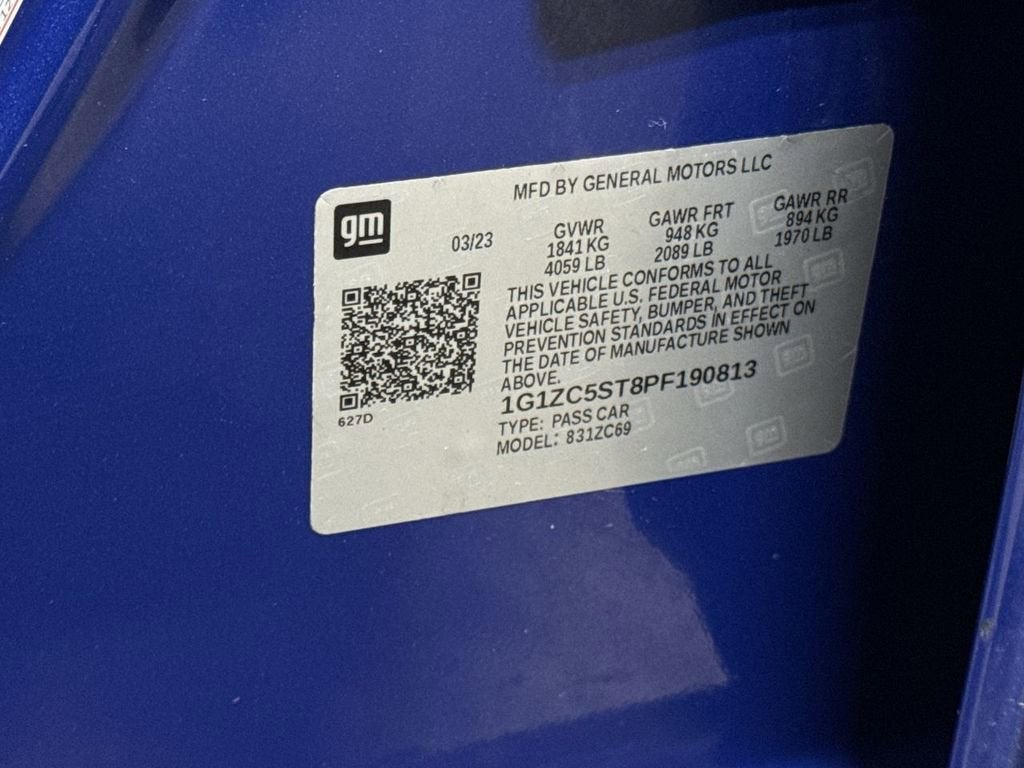 MFD BY GENERAL MOTORS LLC
gm
03/23
GVWR
1841 KG
4059 LB
GAWR FRT
948 KG
2089 LB
GAWR RR
894 KG
1970 LB
THIS VEHICLE CONFORMS TO ALL
APPLICABLE U.S. FEDERAL MOTOR
VEHICLE SAFETY, BUMPER, AND THEFT
PREVENTION STANDARDS IN EFFECT ON
THE DATE OF MANUFACTURE SHOWN
ABOVE.
1G1ZC5ST8PF190813
TYPE: PASS CAR
MODEL: 831ZC69
627D